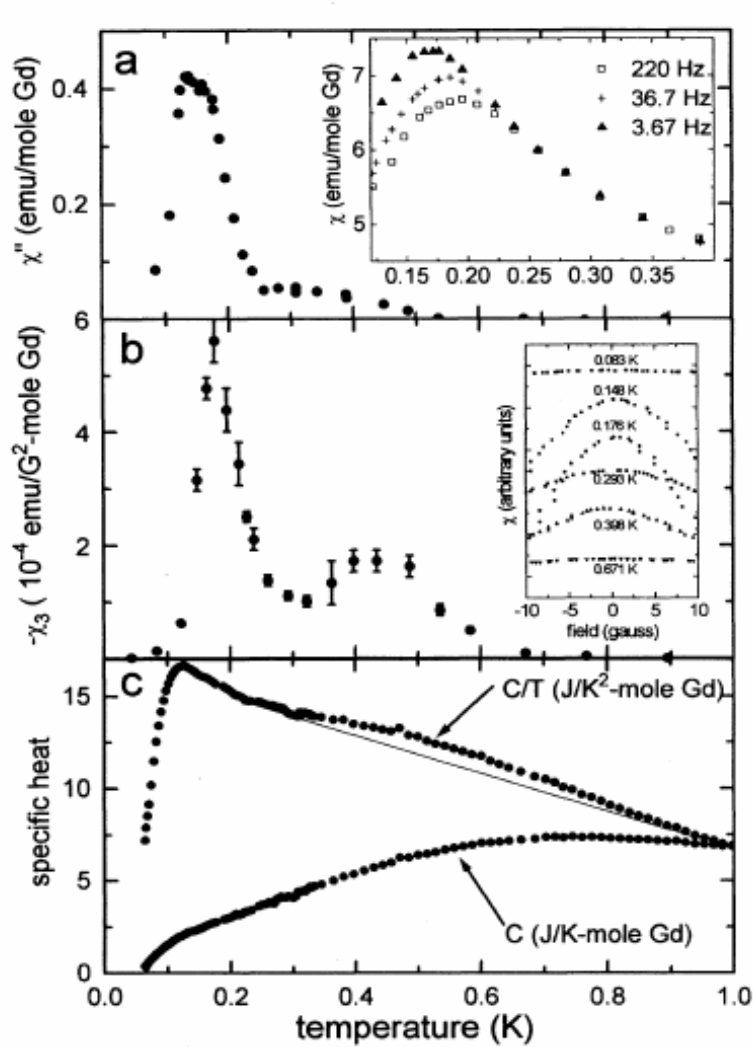 a
χ" (emu/mole Gd)
0.4
0.2
χ (emu/mole Gd)
7
6
5
220 Hz
36.7 Hz
3.67 Hz
0.15 0.20 0.25 0.30 0.35
b
-χ₃ ( 10⁻⁴ emu/G²-mole Gd)
6
4
2
χ (arbitrary units)
0.083 K
0.148 K
0.176 K
0.293 K
0.398 K
0.671 K
-10 -5 0 5 10
field (gauss)
c
specific heat
15
10
5
0
C/T (J/K²-mole Gd)
C (J/K-mole Gd)
0.0 0.2 0.4 0.6 0.8 1.0
temperature (K)